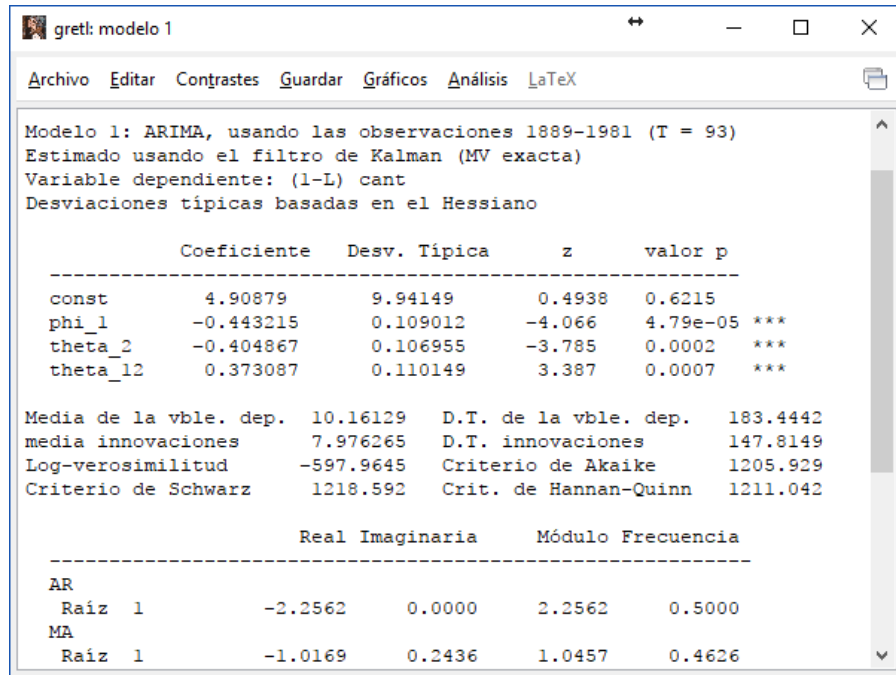 gretl: modelo 1
Archivo Editar Contrastes Guardar Gráficos Análisis LaTeX
Modelo 1: ARIMA, usando las observaciones 1889-1981 (T = 93)
Estimado usando el filtro de Kalman (MV exacta)
Variable dependiente: (1-L) cant
Desviaciones típicas basadas en el Hessiano
Coeficiente Desv. Típica z valor p
const 4.90879 9.94149 0.4938 0.6215
phi_1 -0.443215 0.109012 -4.066 4.79e-05 ***
theta_2 -0.404867 0.106955 -3.785 0.0002 ***
theta_12 0.373087 0.110149 3.387 0.0007 ***
Media de la vble. dep. 10.16129 D.T. de la vble. dep. 183.4442
media innovaciones 7.976265 D.T. innovaciones 147.8149
Log-verosimilitud -597.9645 Criterio de Akaike 1205.929
Criterio de Schwarz 1218.592 Crit. de Hannan-Quinn 1211.042
Real Imaginaria Módulo Frecuencia
AR
Raíz 1 -2.2562 0.0000 2.2562 0.5000
MA
Raíz 1 -1.0169 0.2436 1.0457 0.4626